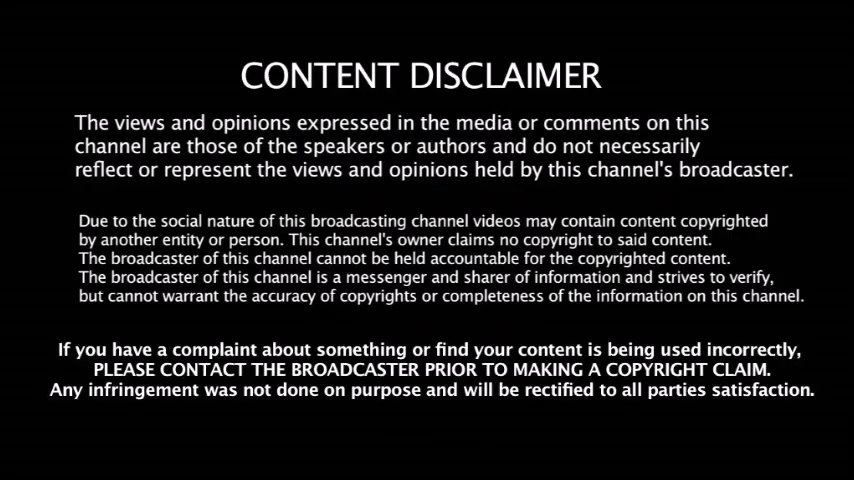 CONTENT DISCLAIMER
The views and opinions expressed in the media or comments on this
channel are those of the speakers or authors and do not necessarily
reflect or represent the views and opinions held by this channel's broadcaster.
Due to the social nature of this broadcasting channel videos may contain content copyrighted
by another entity or person. This channel's owner claims no copyright to said content.
The broadcaster of this channel cannot be held accountable for the copyrighted content.
The broadcaster of this channel is a messenger and sharer of information and strives to verify,
but cannot warrant the accuracy of copyrights or completeness of the information on this channel.
If you have a complaint about something or find your content is being used incorrectly,
PLEASE CONTACT THE BROADCASTER PRIOR TO MAKING A COPYRIGHT CLAIM.
Any infringement was not done on purpose and will be rectified to all parties satisfaction.